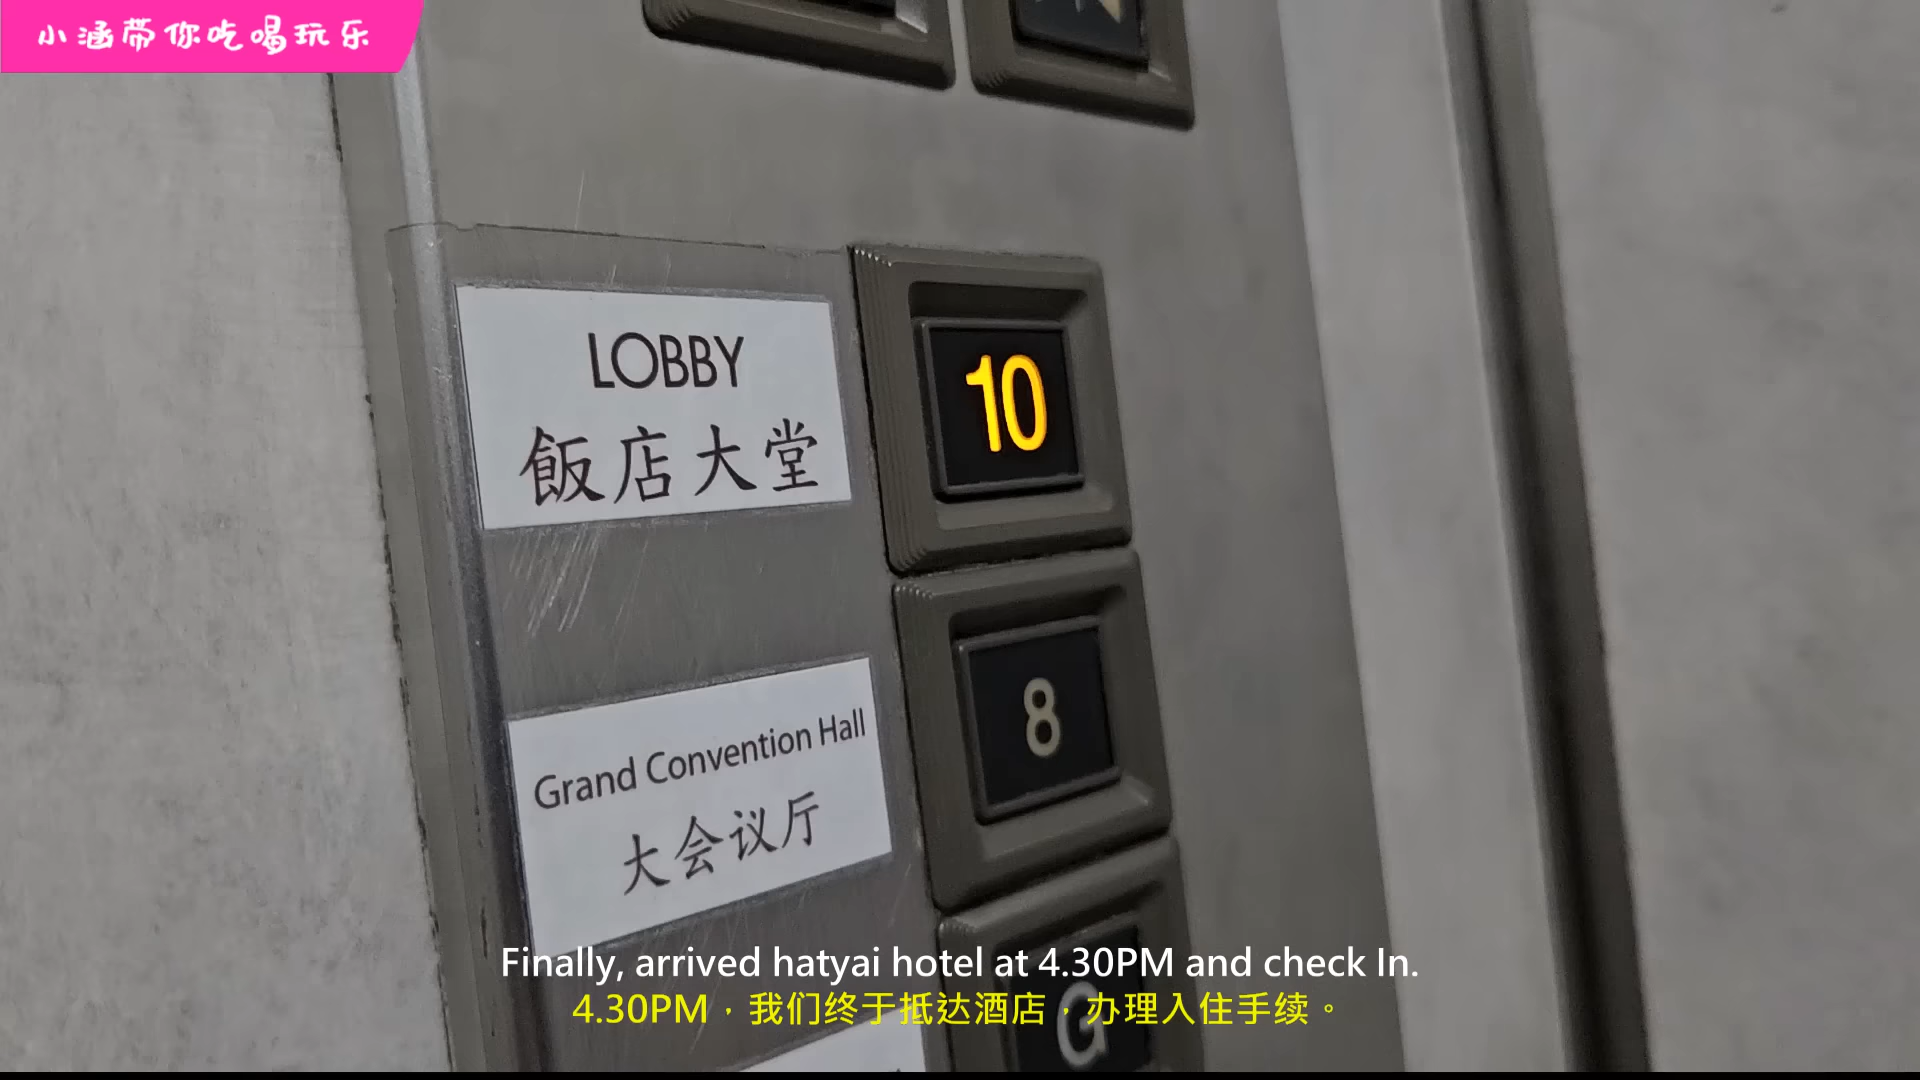 小涵带你吃喝玩乐
LOBBY
飯店大堂
10
Grand Convention Hall
大会议厅
8
G
Finally, arrived hatyai hotel at 4.30PM and check In.
4.30PM，我们终于抵达酒店，办理入住手续。